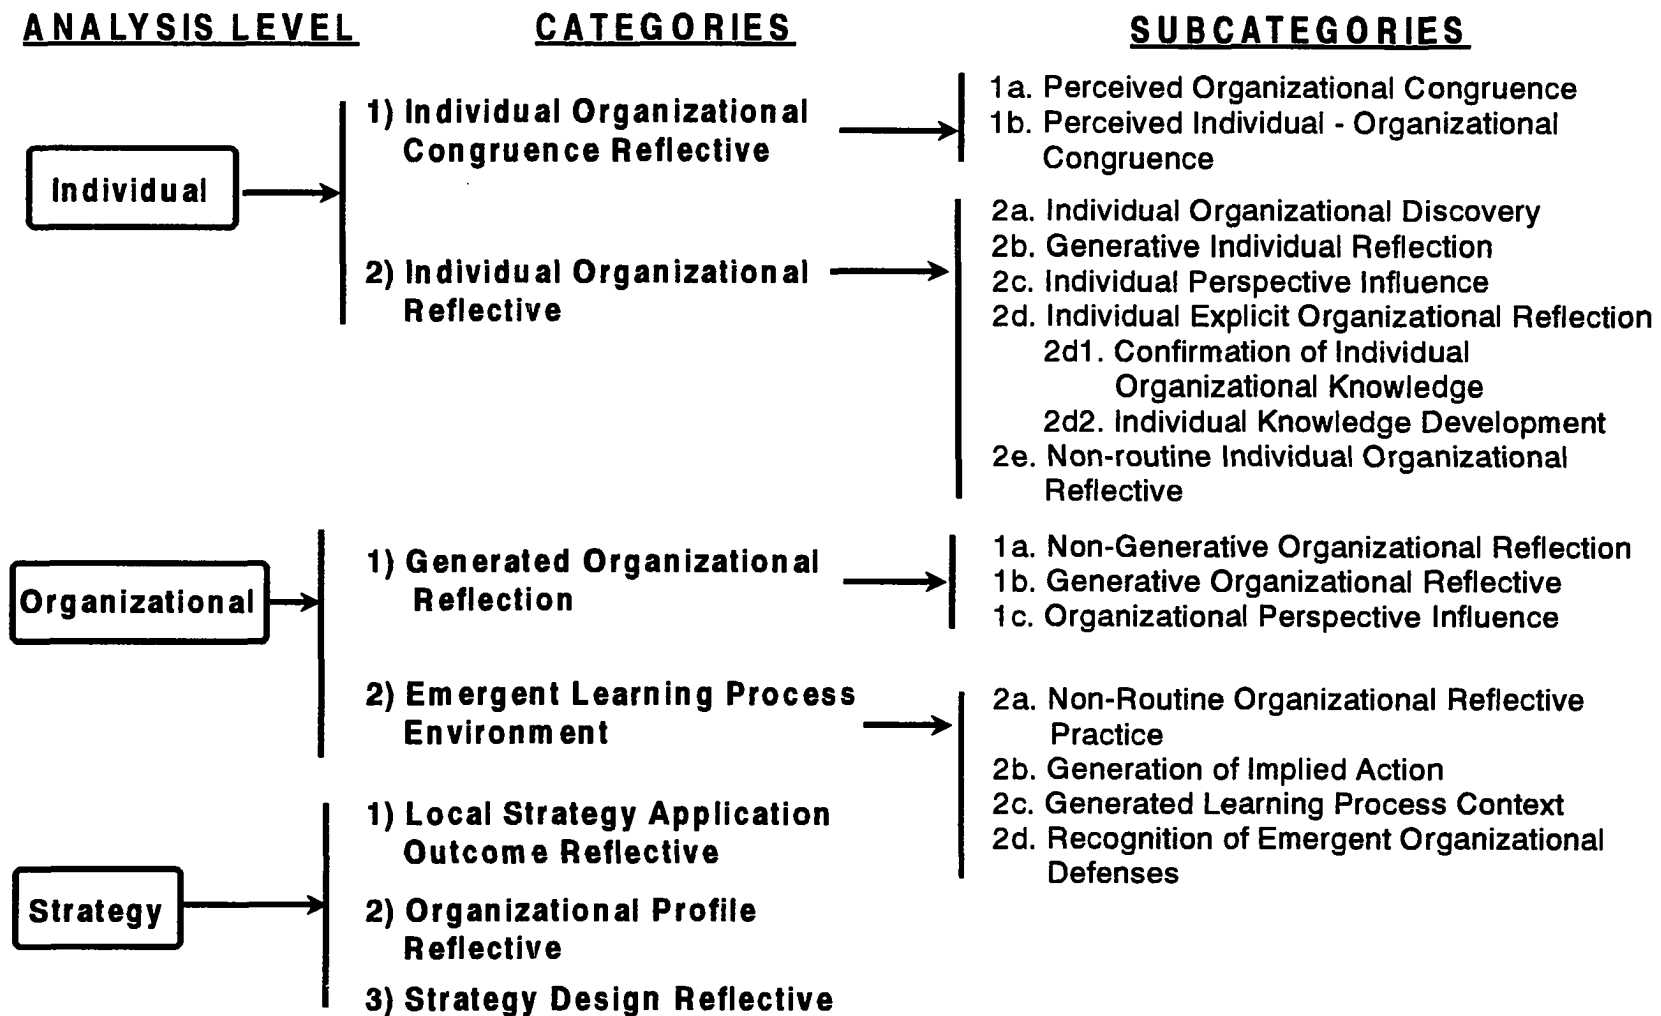 ANALYSIS LEVEL
CATEGORIES
SUBCATEGORIES
Individual
1) Individual Organizational
Congruence Reflective
1a. Perceived Organizational Congruence
1b. Perceived Individual - Organizational
Congruence
2) Individual Organizational
Reflective
2a. Individual Organizational Discovery
2b. Generative Individual Reflection
2c. Individual Perspective Influence
2d. Individual Explicit Organizational Reflection
2d1. Confirmation of Individual
Organizational Knowledge
2d2. Individual Knowledge Development
2e. Non-routine Individual Organizational
Reflective
Organizational
1) Generated Organizational
Reflection
1a. Non-Generative Organizational Reflection
1b. Generative Organizational Reflective
1c. Organizational Perspective Influence
2) Emergent Learning Process
Environment
2a. Non-Routine Organizational Reflective
Practice
2b. Generation of Implied Action
2c. Generated Learning Process Context
2d. Recognition of Emergent Organizational
Defenses
Strategy
1) Local Strategy Application
Outcome Reflective
2) Organizational Profile
Reflective
3) Strategy Design Reflective